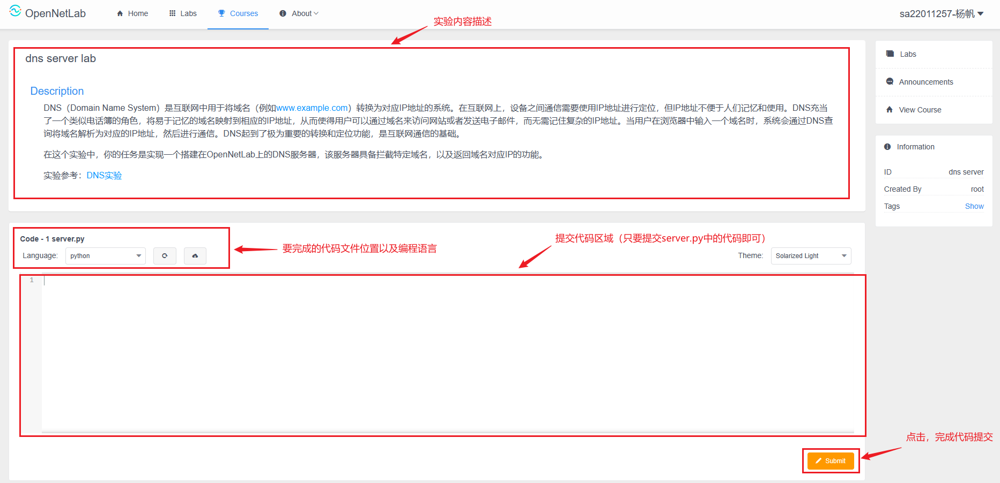 OpenNetLab
Home
Labs
Courses
About
sa22011257-杨帆
实验内容描述
dns server lab
Description
DNS（Domain Name System）是互联网中用于将域名（例如www.example.com）转换为对应IP地址的系统。在互联网上，设备之间通信需要使用IP地址进行定位，但IP地址不便于人们记忆和使用。DNS充当
了一个类似电话簿的角色，将易于记忆的域名映射到相应的IP地址，从而使得用户可以通过域名来访问网站或者发送电子邮件，而无需记住复杂的IP地址。当用户在浏览器中输入一个域名时，系统会通过DNS查
询将域名解析为对应的IP地址，然后进行通信。DNS起到了极为重要的转换和定位功能，是互联网通信的基础。
在这个实验中，你的任务是实现一个搭建在OpenNetLab上的DNS服务器，该服务器具备拦截特定域名，以及返回域名对应IP的功能。
实验参考：DNS实验
Labs
Announcements
View Course
Information
ID dns server
Created By root
Tags Show
Code - 1 server.py
Language: python
要完成的代码文件位置以及编程语言
提交代码区域（只要提交server.py中的代码即可）
Theme: Solarized Light
1
点击，完成代码提交
Submit